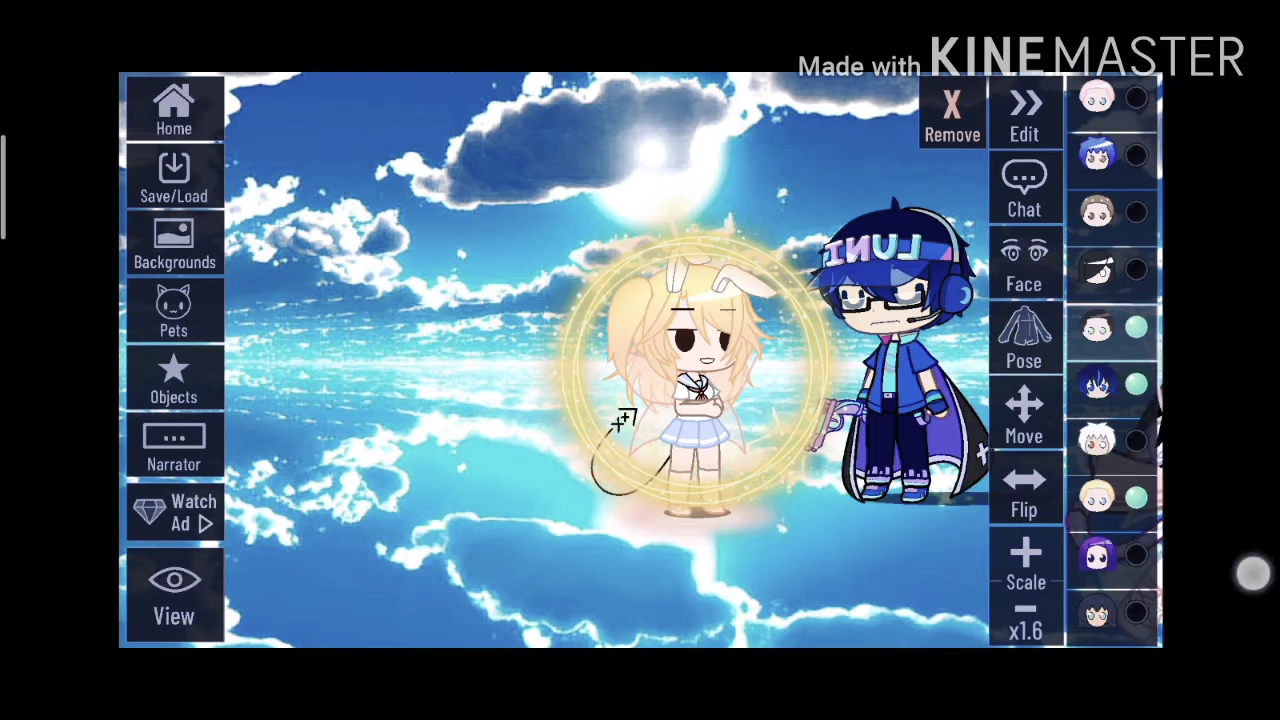 Made with KINEMASTER
Home
Save/Load
Backgrounds
Pets
Objects
Narrator
Watch
Ad
View
X
Remove
Edit
Chat
Face
Pose
Move
Flip
Scale
x1.6
LUNI